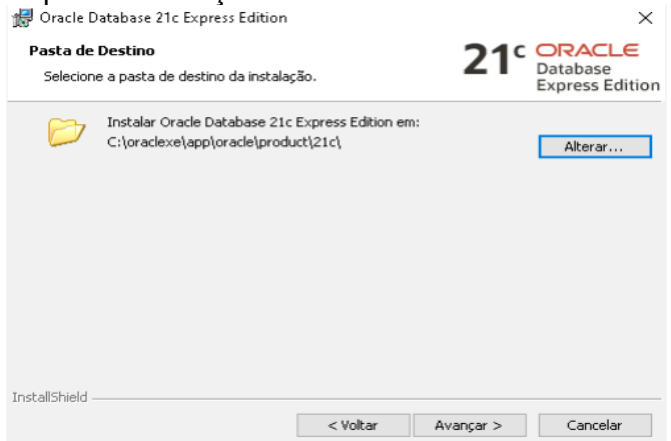 Oracle Database 21c Express Edition
Pasta de Destino
Selecione a pasta de destino da instalação.
21c ORACLE
Database
Express Edition
Instalar Oracle Database 21c Express Edition em:
C:\oraclexe\app\oracle\product\21c\
Alterar...
InstallShield
< Voltar
Avançar >
Cancelar